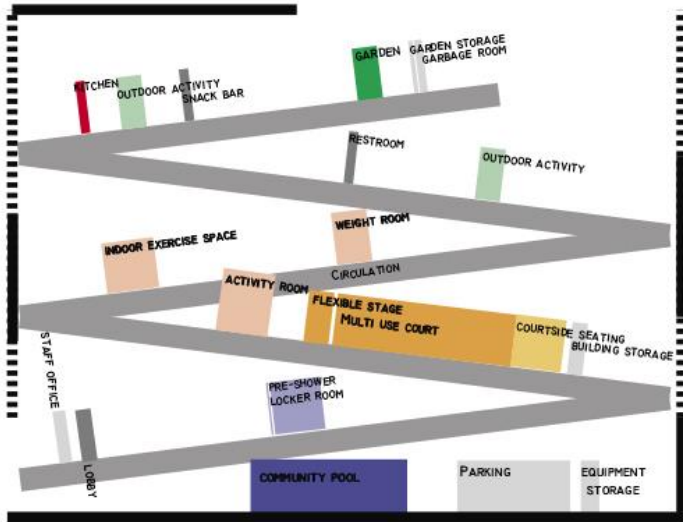 KITCHEN
OUTDOOR ACTIVITY
SNACK BAR
GARDEN
GARDEN STORAGE
GARBAGE ROOM
RESTROOM
OUTDOOR ACTIVITY
INDOOR EXERCISE SPACE
WEIGHT ROOM
CIRCULATION
ACTIVITY ROOM
FLEXIBLE STAGE
MULTI USE COURT
COURTSIDE SEATING
BUILDING STORAGE
STAFF OFFICE
LOBBY
PRE-SHOWER
LOCKER ROOM
COMMUNITY POOL
PARKING
EQUIPMENT
STORAGE